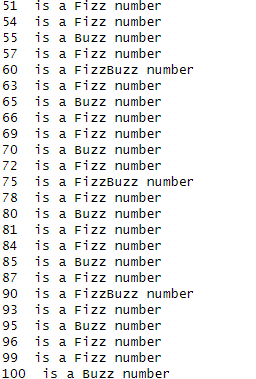 51  is a Fizz number
54  is a Fizz number
55  is a Buzz number
57  is a Fizz number
60  is a FizzBuzz number
63  is a Fizz number
65  is a Buzz number
66  is a Fizz number
69  is a Fizz number
70  is a Buzz number
72  is a Fizz number
75  is a FizzBuzz number
78  is a Fizz number
80  is a Buzz number
81  is a Fizz number
84  is a Fizz number
85  is a Buzz number
87  is a Fizz number
90  is a FizzBuzz number
93  is a Fizz number
95  is a Buzz number
96  is a Fizz number
99  is a Fizz number
100  is a Buzz number